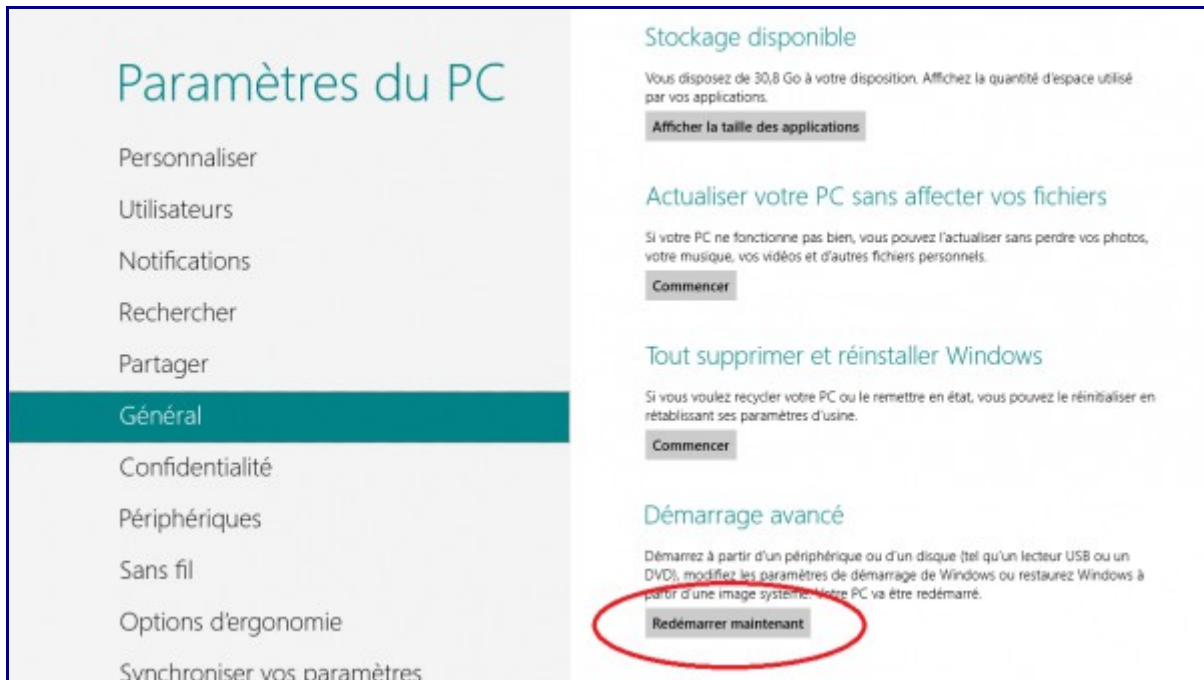 Paramètres du PC
Personnaliser
Utilisateurs
Notifications
Rechercher
Partager
Général
Confidentialité
Périphériques
Sans fil
Options d'ergonomie
Synchroniser vos paramètres
Stockage disponible
Vous disposez de 30,8 Go à votre disposition. Affichez la quantité d'espace utilisé
par vos applications.
Afficher la taille des applications
Actualiser votre PC sans affecter vos fichiers
Si votre PC ne fonctionne pas bien, vous pouvez l'actualiser sans perdre vos photos,
votre musique, vos vidéos et d'autres fichiers personnels.
Commencer
Tout supprimer et réinstaller Windows
Si vous voulez recycler votre PC ou le remettre en état, vous pouvez le réinitialiser en
rétablissant ses paramètres d'usine.
Commencer
Démarrage avancé
Démarrez à partir d'un périphérique ou d'un disque (tel qu'un lecteur USB ou un
DVD), modifiez les paramètres de démarrage de Windows ou restaurez Windows à
partir d'une image système. Votre PC va être redémarré.
Redémarrer maintenant